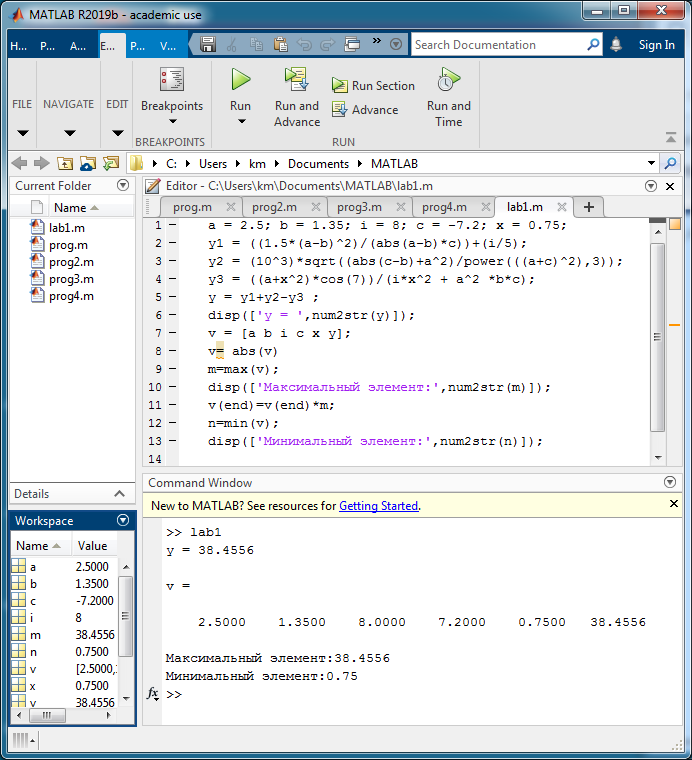 MATLAB R2019b - academic use
H... P... A... E... P... V...
Search Documentation
Sign In
FILE
NAVIGATE
EDIT
Breakpoints
Run
Run and Advance
Run Section
Advance
Run and Time
BREAKPOINTS
RUN
C: Users km Documents MATLAB
Current Folder
Name
lab1.m
prog.m
prog2.m
prog3.m
prog4.m
Details
Editor - C:\Users\km\Documents\MATLAB\lab1.m
prog.m prog2.m prog3.m prog4.m lab1.m
1 – a = 2.5; b = 1.35; i = 8; c = -7.2; x = 0.75;
2 – y1 = ((1.5*(a-b)^2)/(abs(a-b)*c))+(i/5);
3 – y2 = (10^3)*sqrt((abs(c-b)+a^2)/power(((a+c)^2),3));
4 – y3 = ((a+x^2)*cos(7))/(i*x^2 + a^2 *b*c);
5 – y = y1+y2-y3 ;
6 – disp(['y = ',num2str(y)]);
7 – v = [a b i c x y];
8 – v= abs(v)
9 – m=max(v);
10 – disp(['Максимальный элемент:',num2str(m)]);
11 – v(end)=v(end)*m;
12 – n=min(v);
13 – disp(['Минимальный элемент:',num2str(n)]);
14
Command Window
New to MATLAB? See resources for Getting Started.
>> lab1
y = 38.4556
v =
2.5000 1.3500 8.0000 7.2000 0.7500 38.4556
Максимальный элемент:38.4556
Минимальный элемент:0.75
fx >>
Workspace
Name Value
a 2.5000
b 1.3500
c -7.2000
i 8
m 38.4556
n 0.7500
v [2.5000,
x 0.7500
y 38.4556